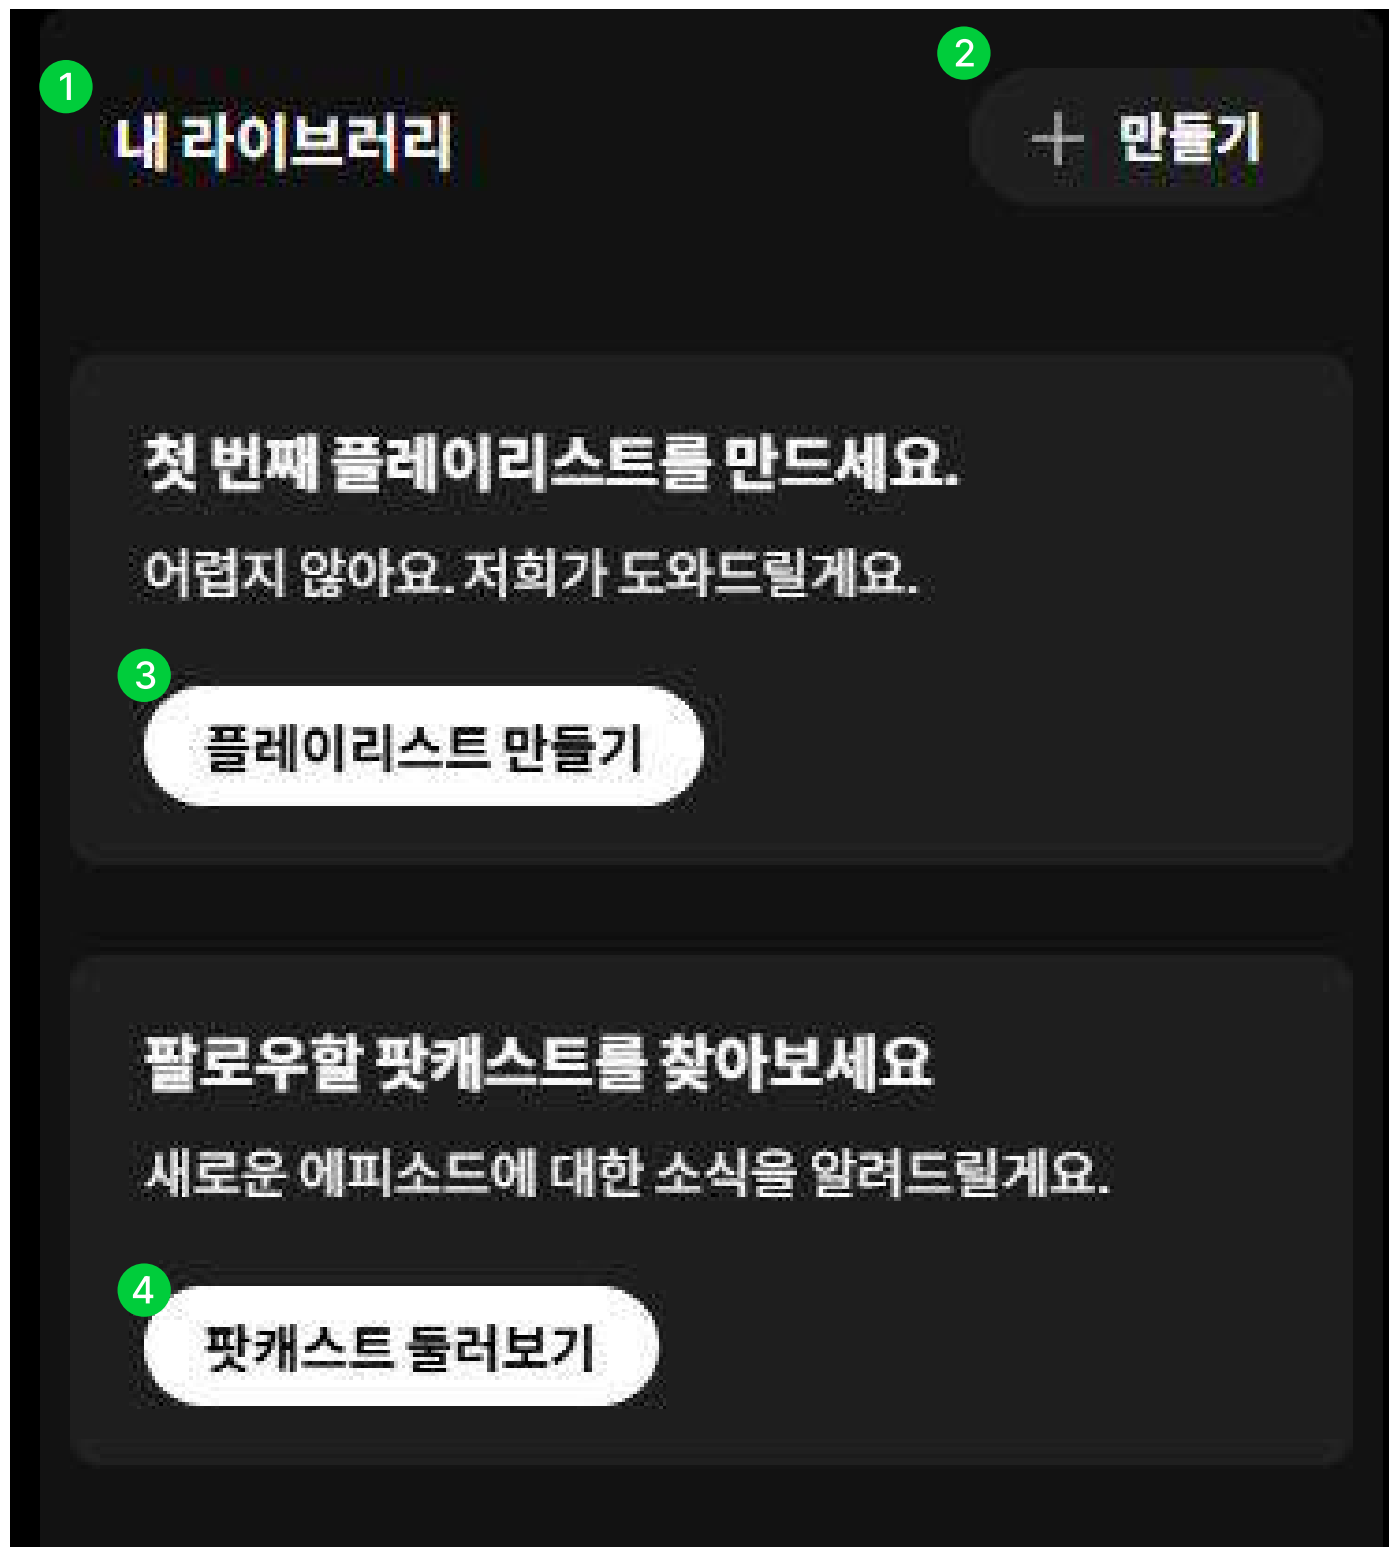 1
2
내 라이브러리
+ 만들기
첫 번째 플레이리스트를 만드세요.
어렵지 않아요. 저희가 도와드릴게요.
3
플레이리스트 만들기
팔로우할 팟캐스트를 찾아보세요
새로운 에피소드에 대한 소식을 알려드릴게요.
4
팟캐스트 둘러보기